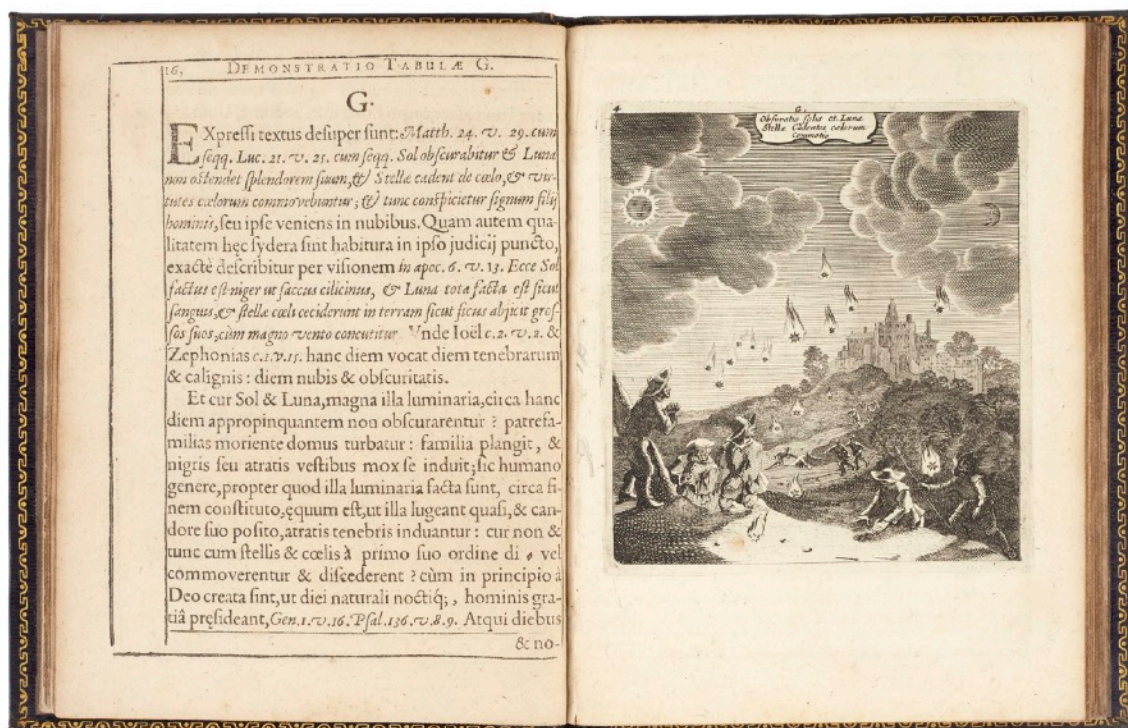 16, DEMONSTRATIO TABULÆ G.
G.
EXpreſſi textus deſuper ſunt: Matth. 24. v. 29. cum
ſeqq. Luc. 21. v. 25. cum ſeqq. Sol obſcurabitur & Luna
non oſtendet ſplendorem ſuum, & Stellæ cadent de cœlo, & vir-
tutes cœlorum commovebuntur; & tunc conſpicietur ſignum filij
hominis, ſeu ipſe veniens in nubibus. Quam autem qua-
litatem hęc ſydera ſint habitura in ipſo judicij puncto,
exactè deſcribitur per viſionem in apoc. 6. v. 13. Ecce Sol
factus eſt niger ut ſaccus cilicinus, & Luna tota facta eſt ſicut
ſanguis, & ſtellæ cœli ceciderunt in terram ſicut ficus abjicit groſ-
ſos ſuos, cùm magno vento concutitur Vnde Ioël c. 2. v. 2. &
Zephonias c. 1. v. 15. hanc diem vocat diem tenebrarum
& calignis : diem nubis & obſcuritatis.
Et cur Sol & Luna, magna illa luminaria, circa hanc
diem appropinquantem non obſcurarentur ? patrefa-
milias moriente domus turbatur : familia plangit, &
nigris ſeu atratis veſtibus mox ſe induit; ſic humano
genere, propter quod illa luminaria facta ſunt, circa fi-
nem conſtituto, ęquum eſt, ut illa lugeant quaſi, & can-
dore ſuo poſito, atratis tenebris induantur : cur non &
tunc cum ſtellis & cœlis à primo ſuo ordine di vel
commoverentur & diſcederent ? cùm in principio à
Deo creata ſint, ut diei naturali noctiq; , hominis gra-
tiâ pręſideant, Gen. 1. v. 16. Pſal. 136. v. 8. 9. Atqui diebus
& no-
4 G.
Obſcuratio ſolis et Lunæ
Stellæ Cadentes cœlorum
Commotio